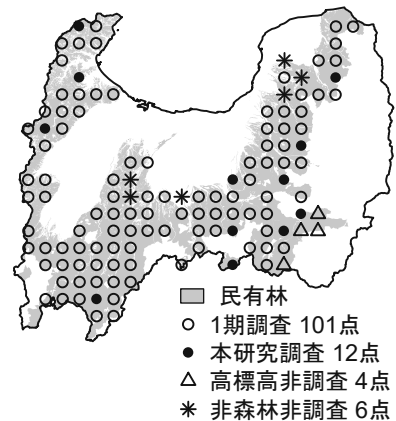 民有林
1期調査 101点
本研究調査 12点
高標高非調査 4点
非森林非調査 6点